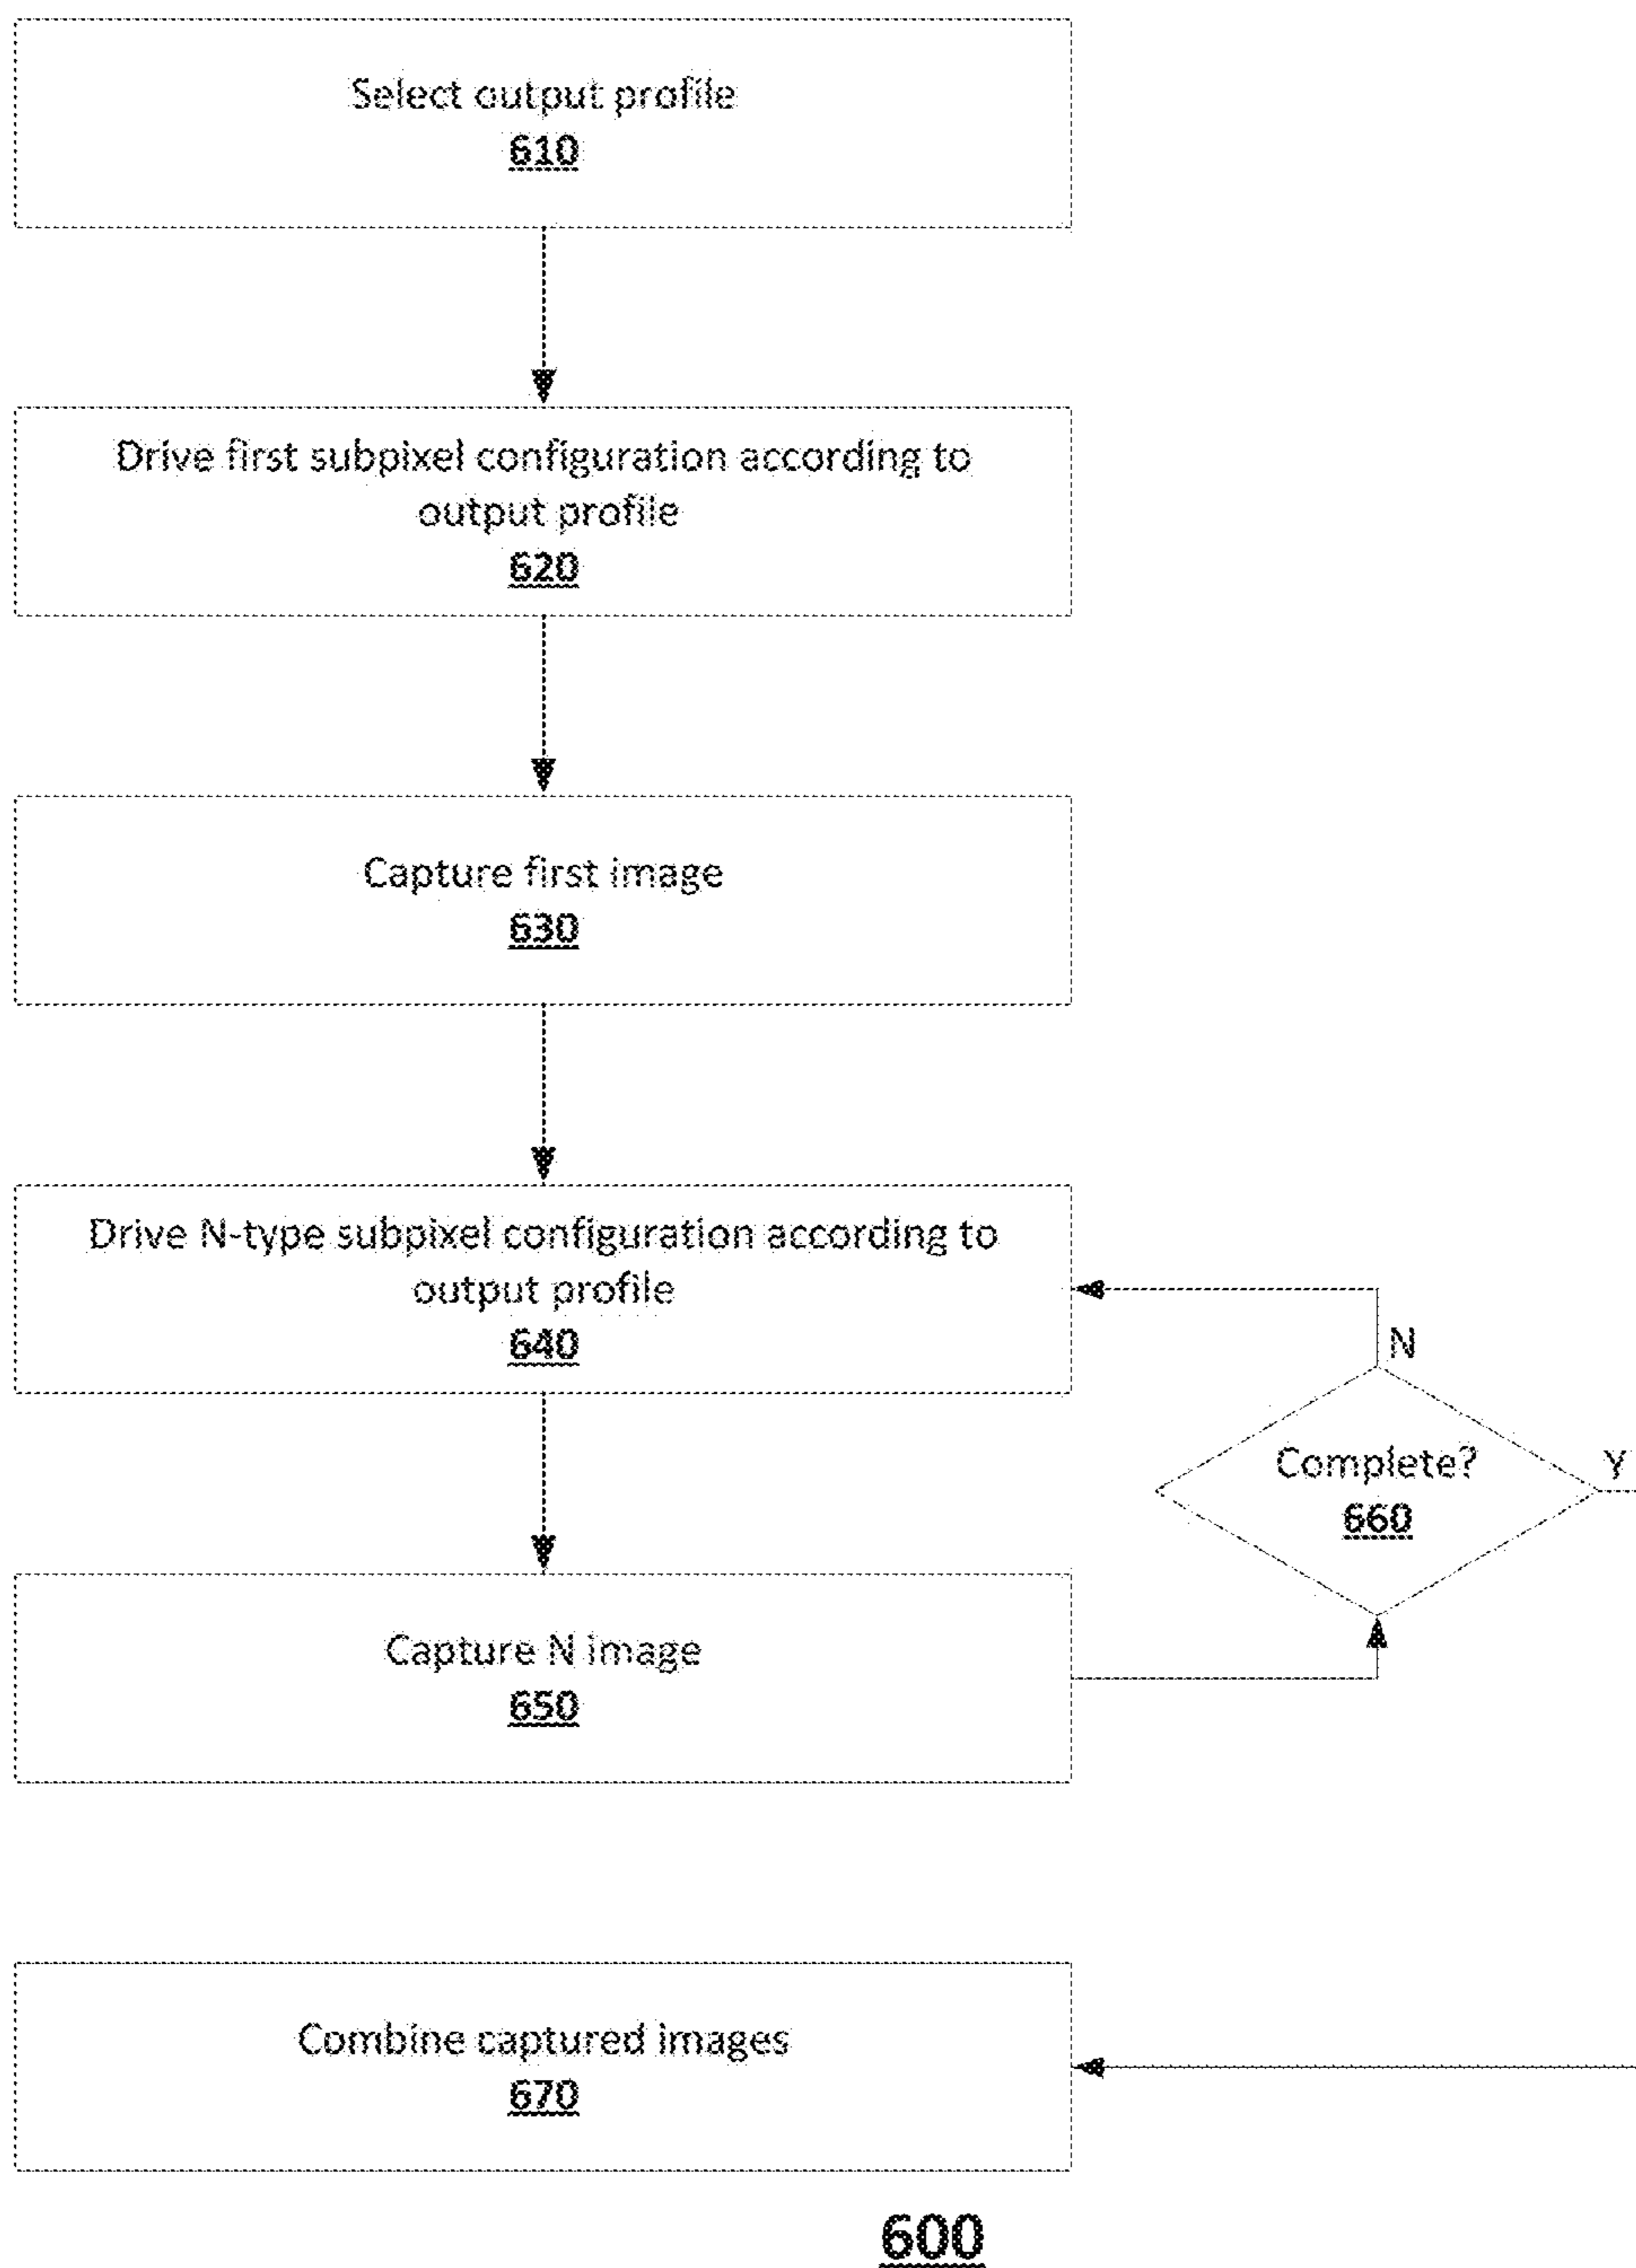 Select output profile
610
Drive first subpixel configuration according to
output profile
620
Capture first image
630
Drive N-type subpixel configuration according to
output profile
640
N
Complete?
Y
660
Capture N image
650
Combine captured images
670
600